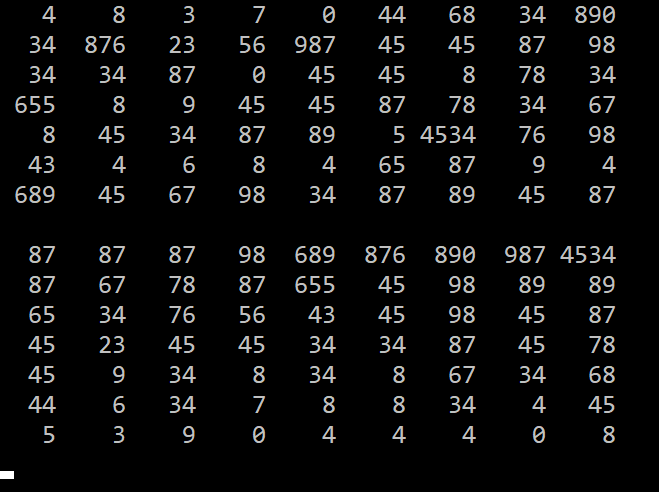 4 8 3 7 0 44 68 34 890
34 876 23 56 987 45 45 87 98
34 34 87 0 45 45 8 78 34
655 8 9 45 45 87 78 34 67
8 45 34 87 89 5 4534 76 98
43 4 6 8 4 65 87 9 4
689 45 67 98 34 87 89 45 87
87 87 87 98 689 876 890 987 4534
87 67 78 87 655 45 98 89 89
65 34 76 56 43 45 98 45 87
45 23 45 45 34 34 87 45 78
45 9 34 8 34 8 67 34 68
44 6 34 7 8 8 34 4 45
5 3 9 0 4 4 4 0 8